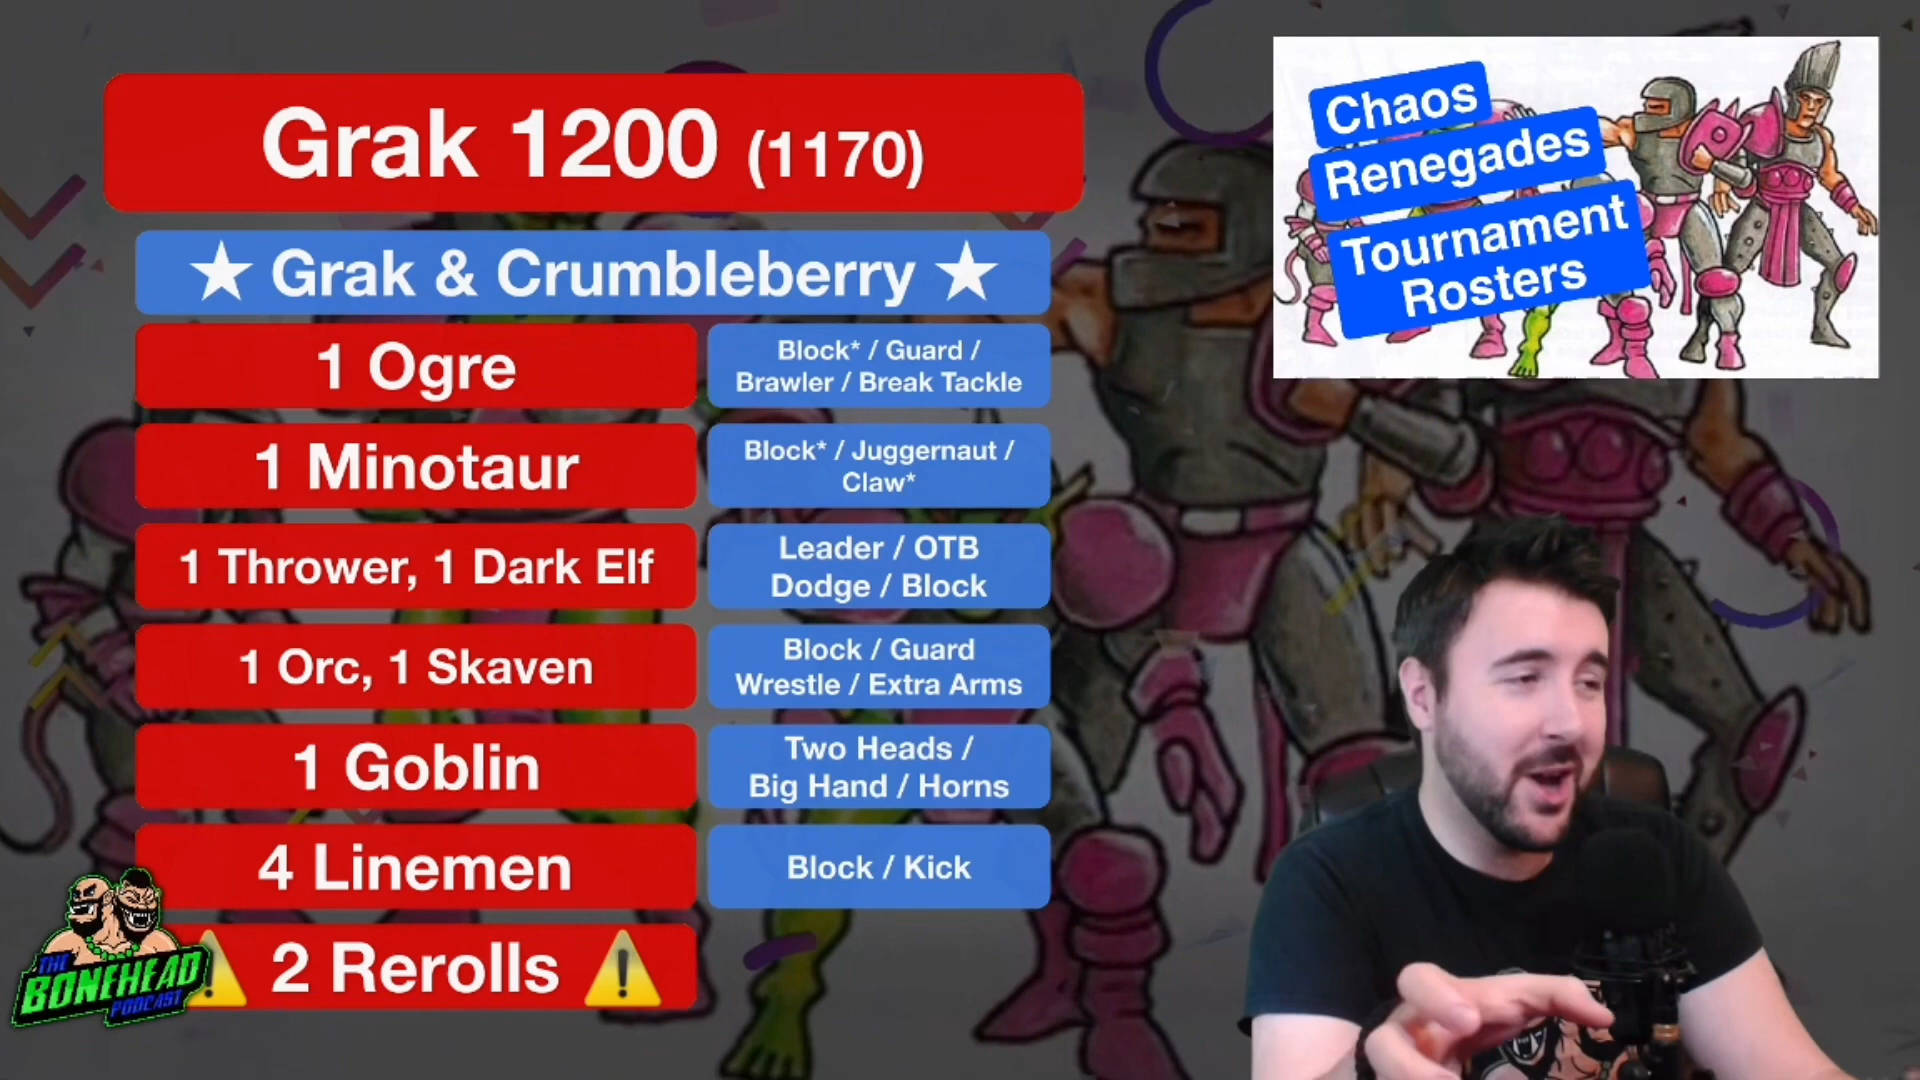 Grak 1200 (1170)
★ Grak & Crumbleberry ★
1 Ogre
Block* / Guard /
Brawler / Break Tackle
1 Minotaur
Block* / Juggernaut /
Claw*
1 Thrower, 1 Dark Elf
Leader / OTB
Dodge / Block
1 Orc, 1 Skaven
Block / Guard
Wrestle / Extra Arms
1 Goblin
Two Heads /
Big Hand / Horns
4 Linemen
Block / Kick
⚠️ 2 Rerolls ⚠️
Chaos
Renegades
Tournament
Rosters
THE
BONEHEAD
PODCAST